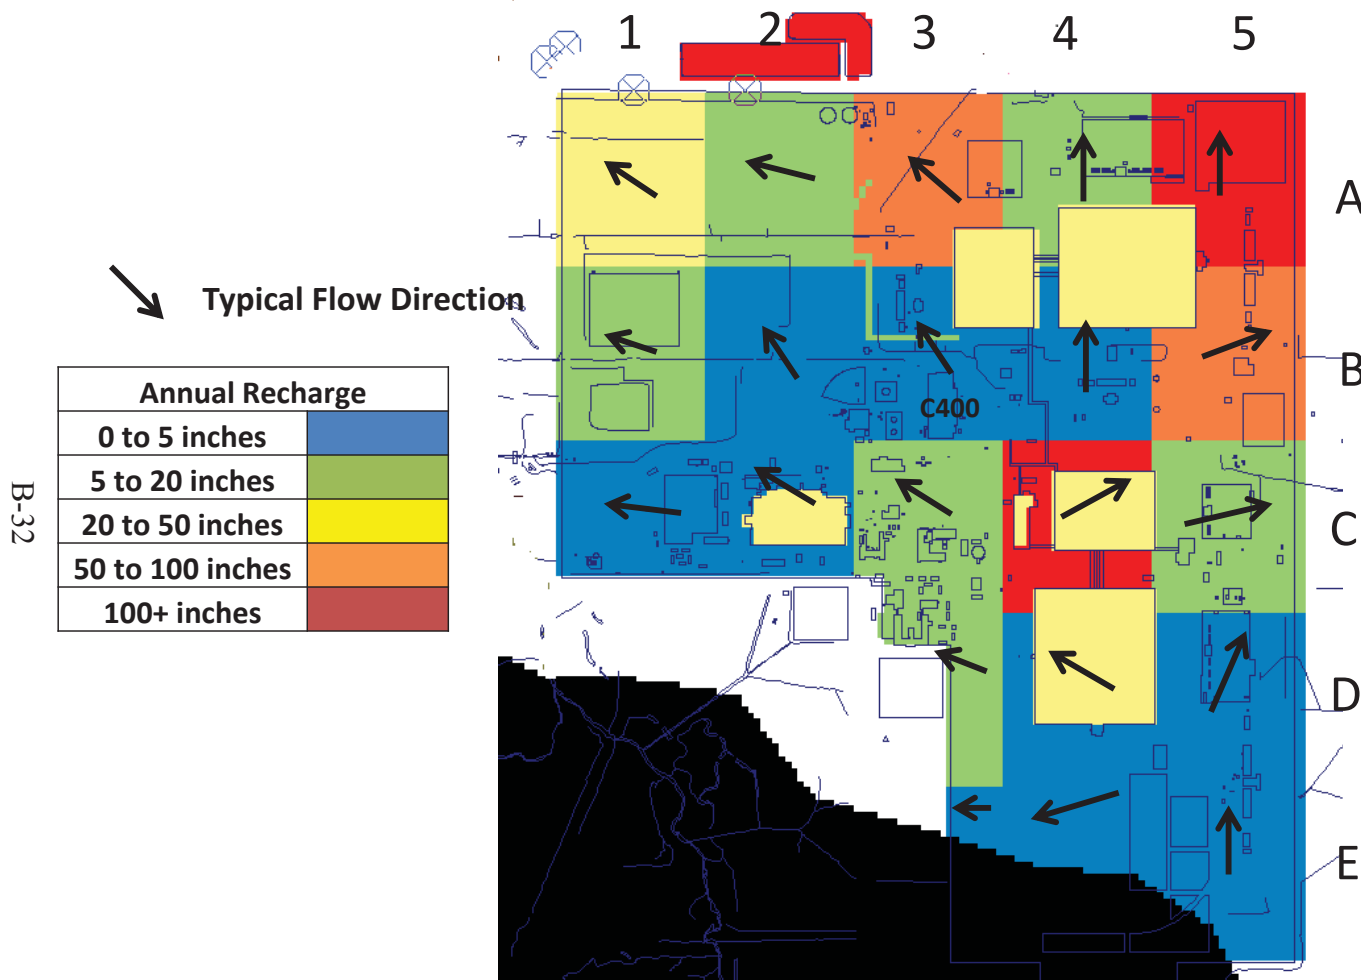 1 2 3 4 5
A
Typical Flow Direction
B
Annual Recharge
0 to 5 inches
C400
5 to 20 inches
20 to 50 inches
C
50 to 100 inches
100+ inches
B-32
D
E